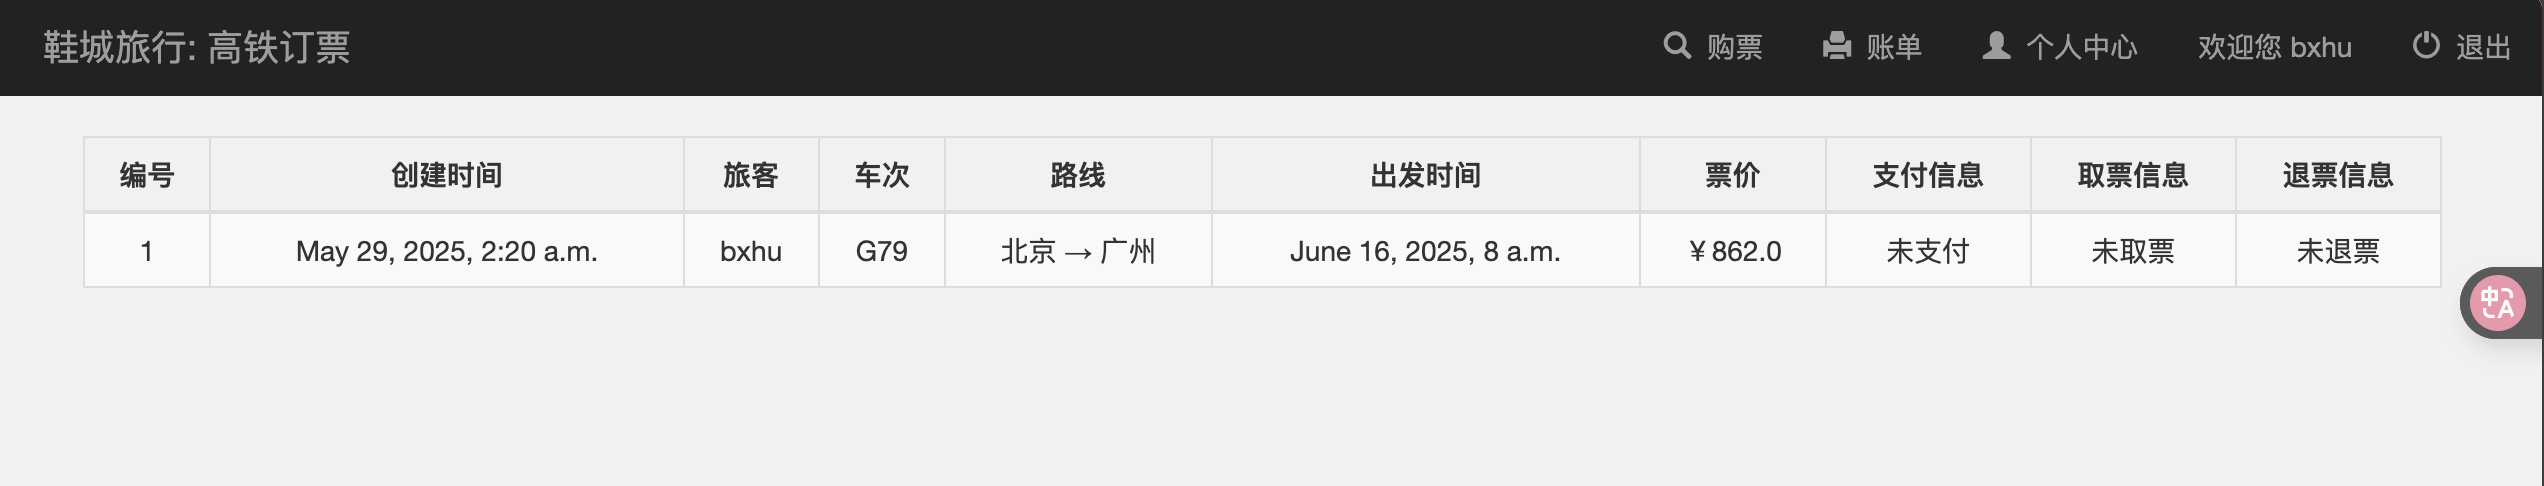 鞋城旅行: 高铁订票 购票 账单 个人中心 欢迎您 bxhu 退出
编号 创建时间 旅客 车次 路线 出发时间 票价 支付信息 取票信息 退票信息
1 May 29, 2025, 2:20 a.m. bxhu G79 北京 → 广州 June 16, 2025, 8 a.m. ¥862.0 未支付 未取票 未退票
中A